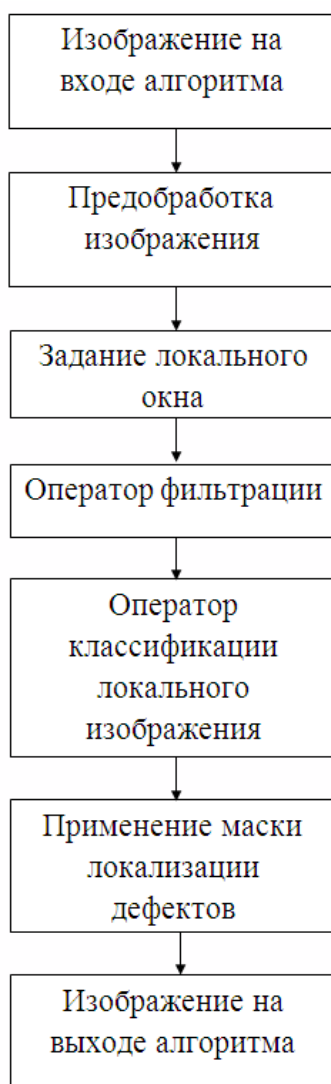 Изображение на
входе алгоритма
Предобработка
изображения
Задание локального
окна
Оператор фильтрации
Оператор
классификации
локального
изображения
Применение маски
локализации
дефектов
Изображение на
выходе алгоритма